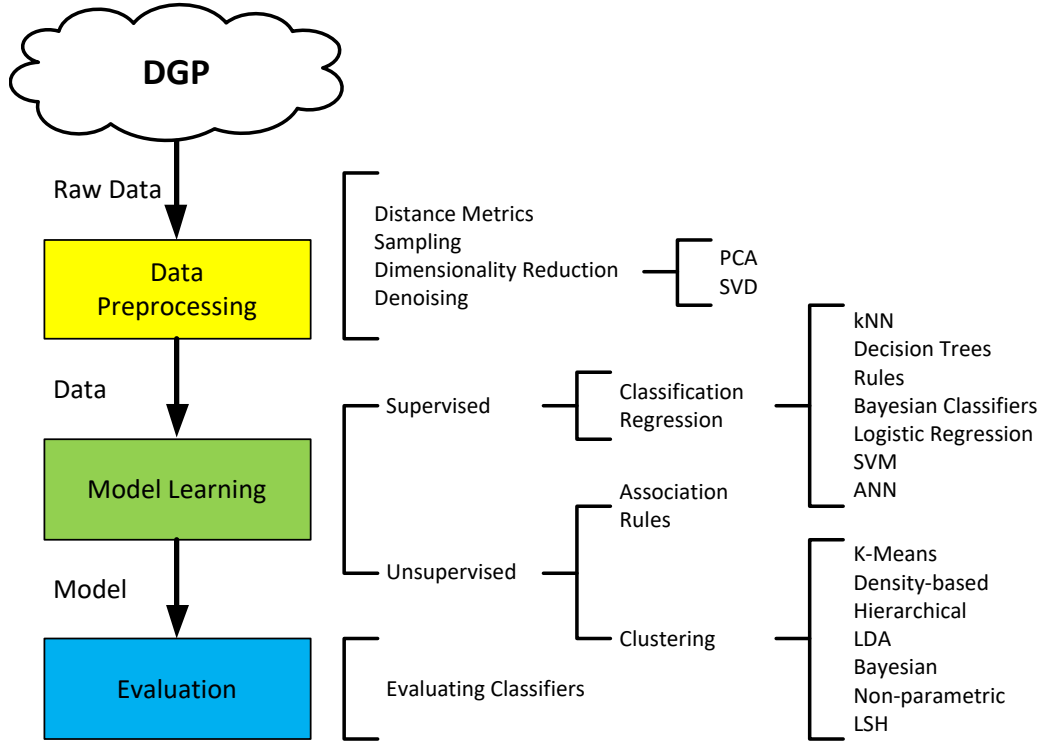 DGP
Raw Data
Data
Preprocessing
Distance Metrics
Sampling
Dimensionality Reduction
Denoising
PCA
SVD
Data
Model Learning
Supervised
Classification
Regression
kNN
Decision Trees
Rules
Bayesian Classifiers
Logistic Regression
SVM
ANN
Unsupervised
Association
Rules
Clustering
K-Means
Density-based
Hierarchical
LDA
Bayesian
Non-parametric
LSH
Model
Evaluation
Evaluating Classifiers